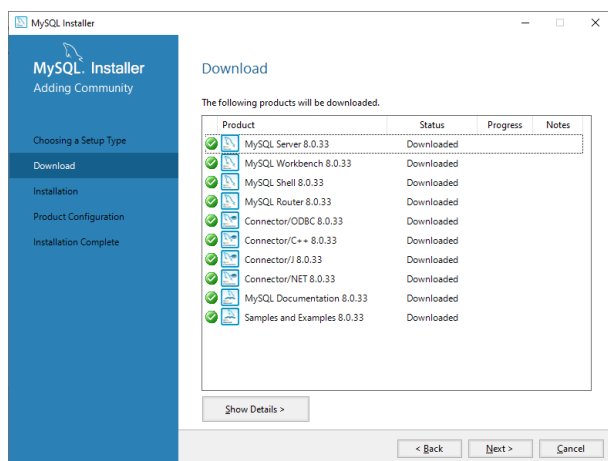 MySQL Installer
MySQL. Installer
Adding Community
Choosing a Setup Type
Download
Installation
Product Configuration
Installation Complete
Download
The following products will be downloaded.
Product Status Progress Notes
MySQL Server 8.0.33 Downloaded
MySQL Workbench 8.0.33 Downloaded
MySQL Shell 8.0.33 Downloaded
MySQL Router 8.0.33 Downloaded
Connector/ODBC 8.0.33 Downloaded
Connector/C++ 8.0.33 Downloaded
Connector/J 8.0.33 Downloaded
Connector/NET 8.0.33 Downloaded
MySQL Documentation 8.0.33 Downloaded
Samples and Examples 8.0.33 Downloaded
Show Details >
< Back Next > Cancel